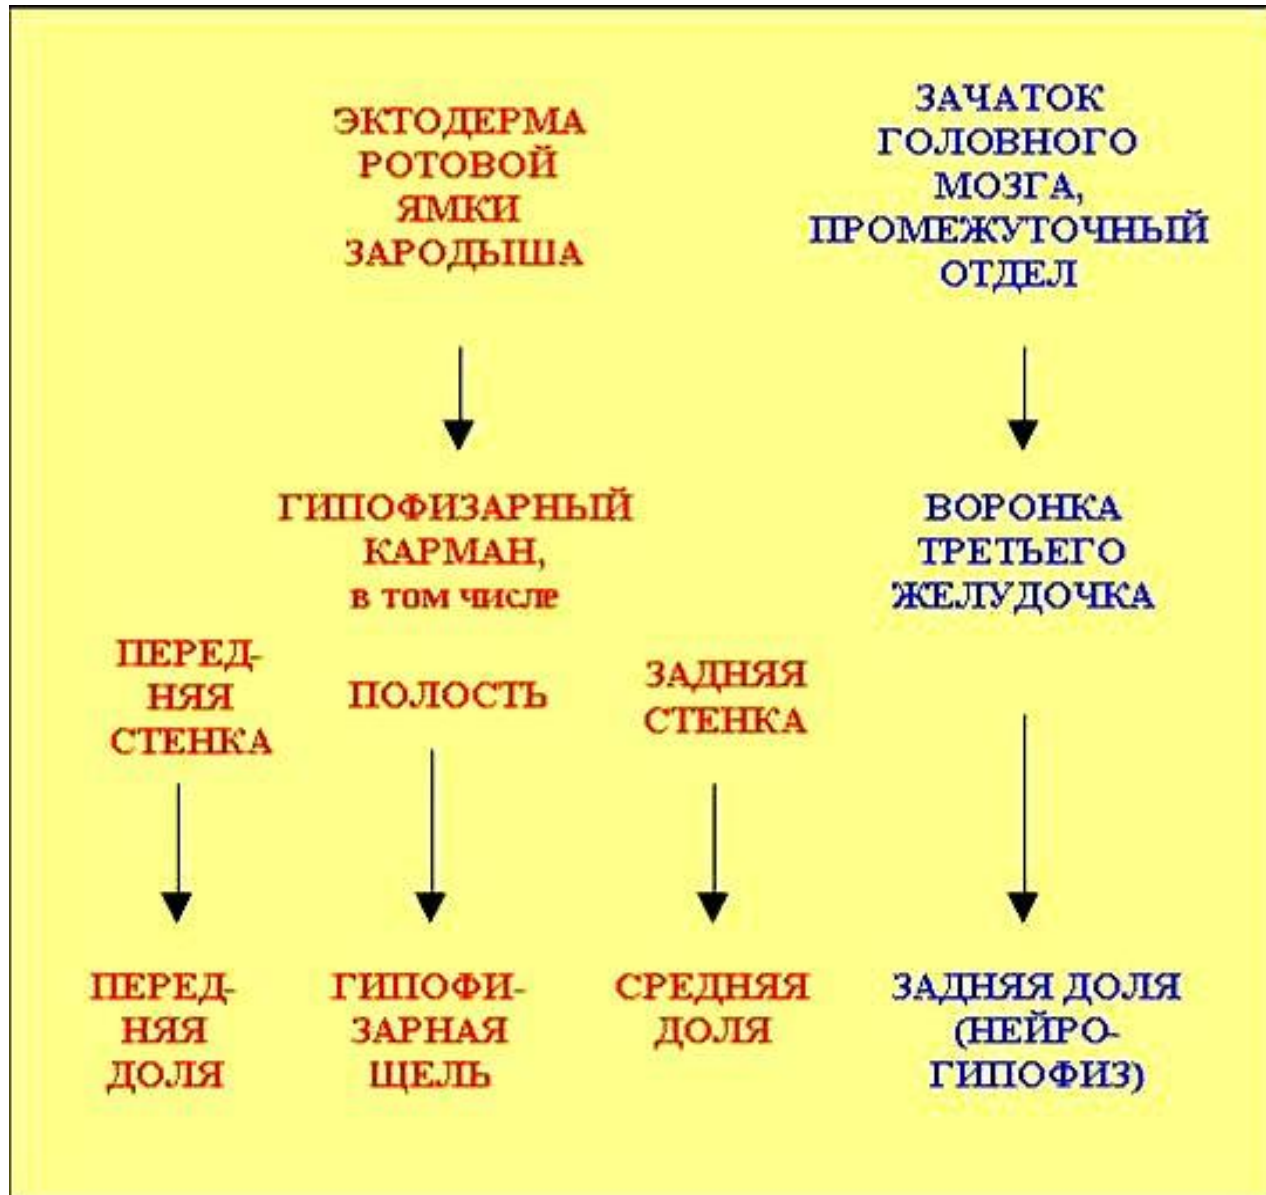 ЭКТОДЕРМА
РОТОВОЙ
ЯМКИ
ЗАРОДЫША
ЗАЧАТОК
ГОЛОВНОГО
МОЗГА,
ПРОМЕЖУТОЧНЫЙ
ОТДЕЛ
ГИПОФИЗАРНЫЙ
КАРМАН,
в том числе
ВОРОНКА
ТРЕТЬЕГО
ЖЕЛУДОЧКА
ПЕРЕД-
НЯЯ
СТЕНКА
ПОЛОСТЬ
ЗАДНЯЯ
СТЕНКА
ПЕРЕД-
НЯЯ
ДОЛЯ
ГИПОФИ-
ЗАРНАЯ
ЩЕЛЬ
СРЕДНЯЯ
ДОЛЯ
ЗАДНЯЯ ДОЛЯ
(НЕЙРО-
ГИПОФИЗ)